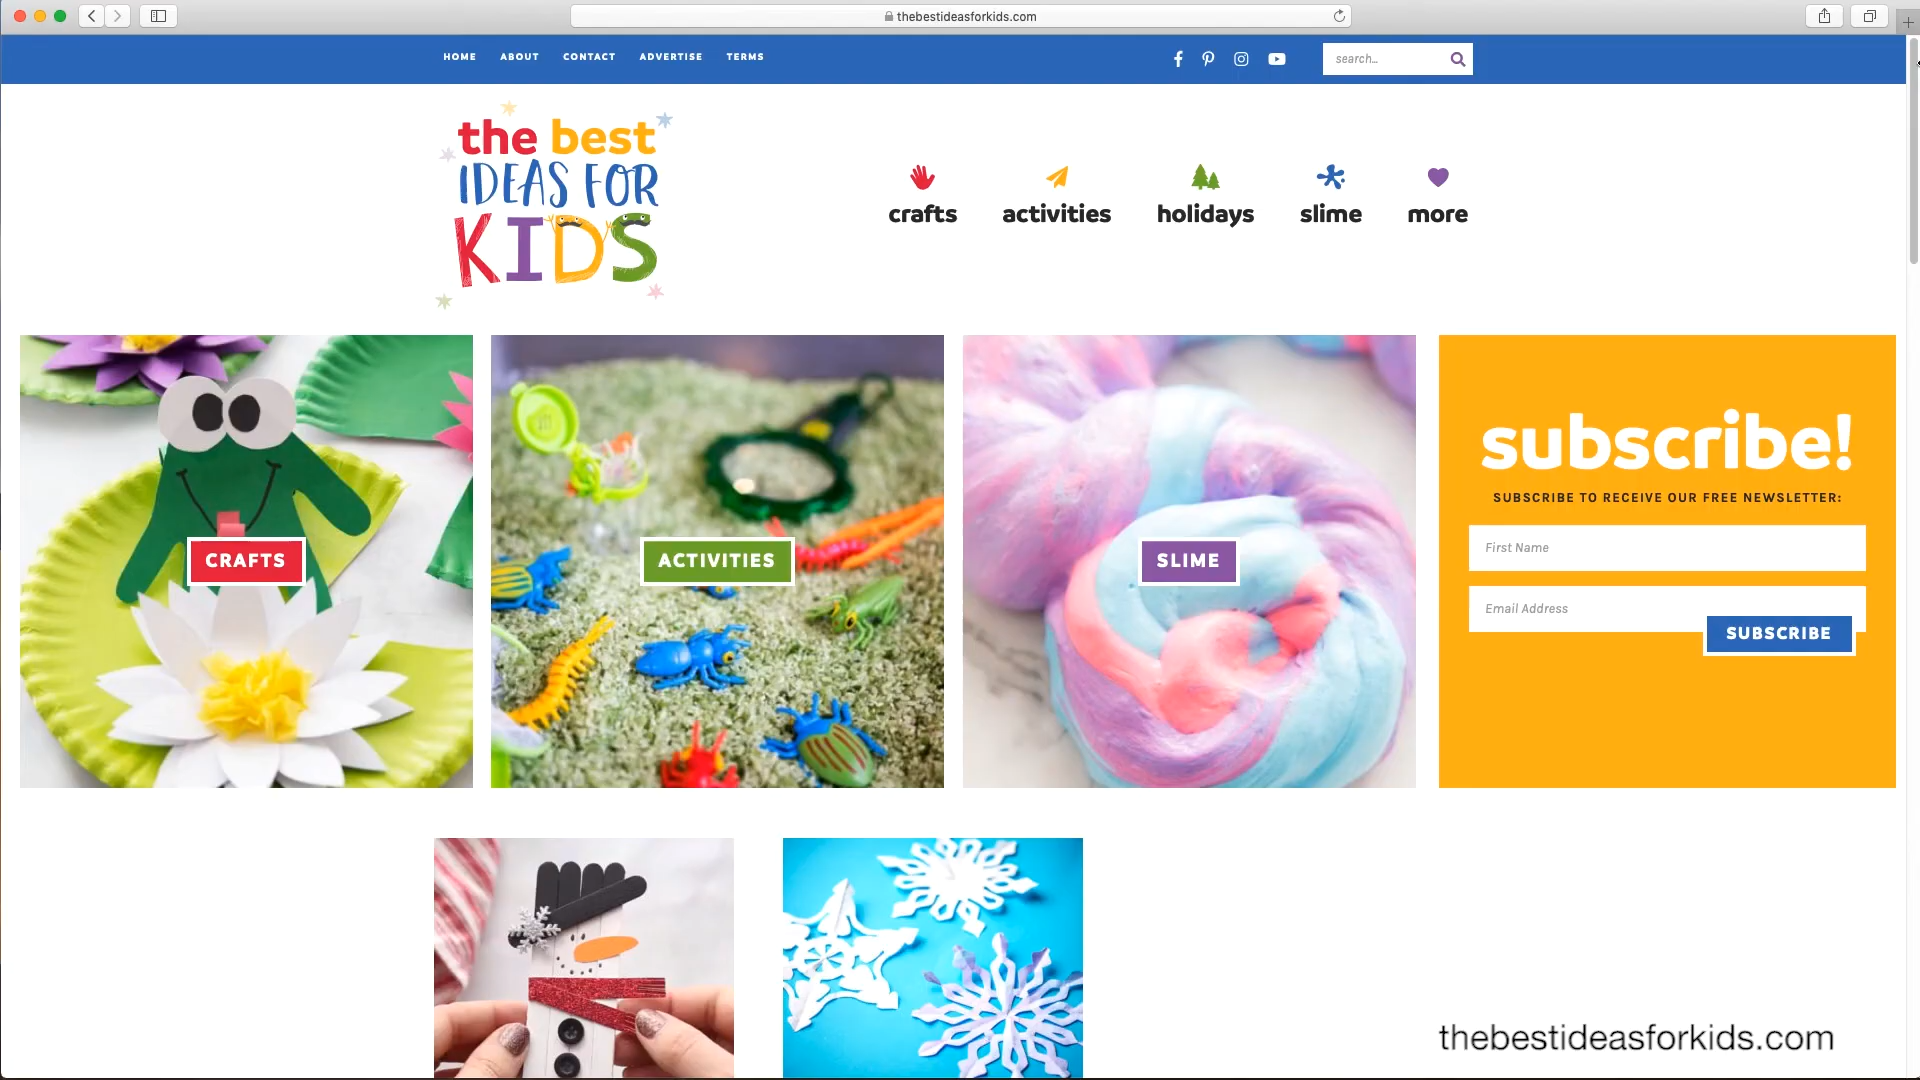 thebestideasforkids.com
HOME ABOUT CONTACT ADVERTISE TERMS
search...
the best
IDEAS FOR
KIDS
crafts activities holidays slime more
CRAFTS
ACTIVITIES
SLIME
subscribe!
SUBSCRIBE TO RECEIVE OUR FREE NEWSLETTER:
First Name
Email Address
SUBSCRIBE
thebestideasforkids.com